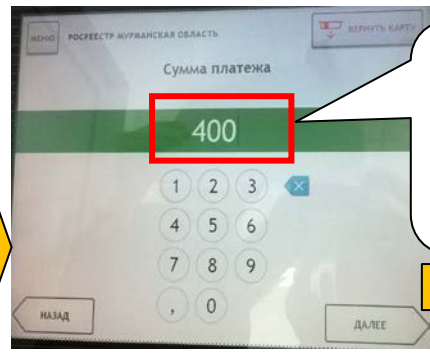 МЕНЮ
РОСРЕЕСТР МУРМАНСКАЯ ОБЛАСТЬ
ВЕРНУТЬ КАРТУ
Сумма платежа
400
1 2 3
4 5 6
7 8 9
, 0
НАЗАД
ДАЛЕЕ